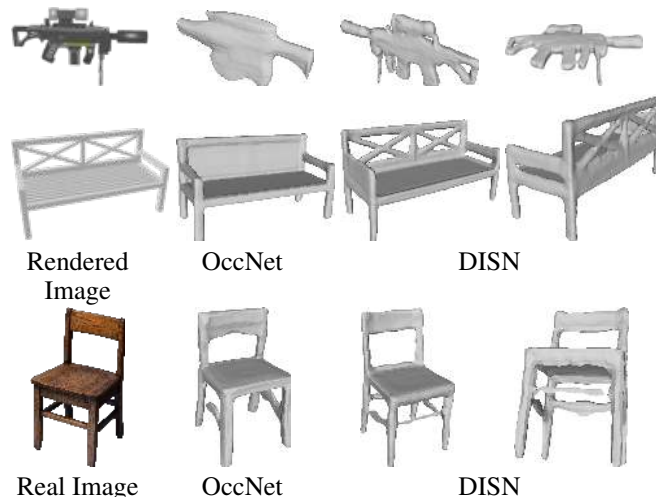 Rendered
Image
OccNet
DISN
Real Image
OccNet
DISN